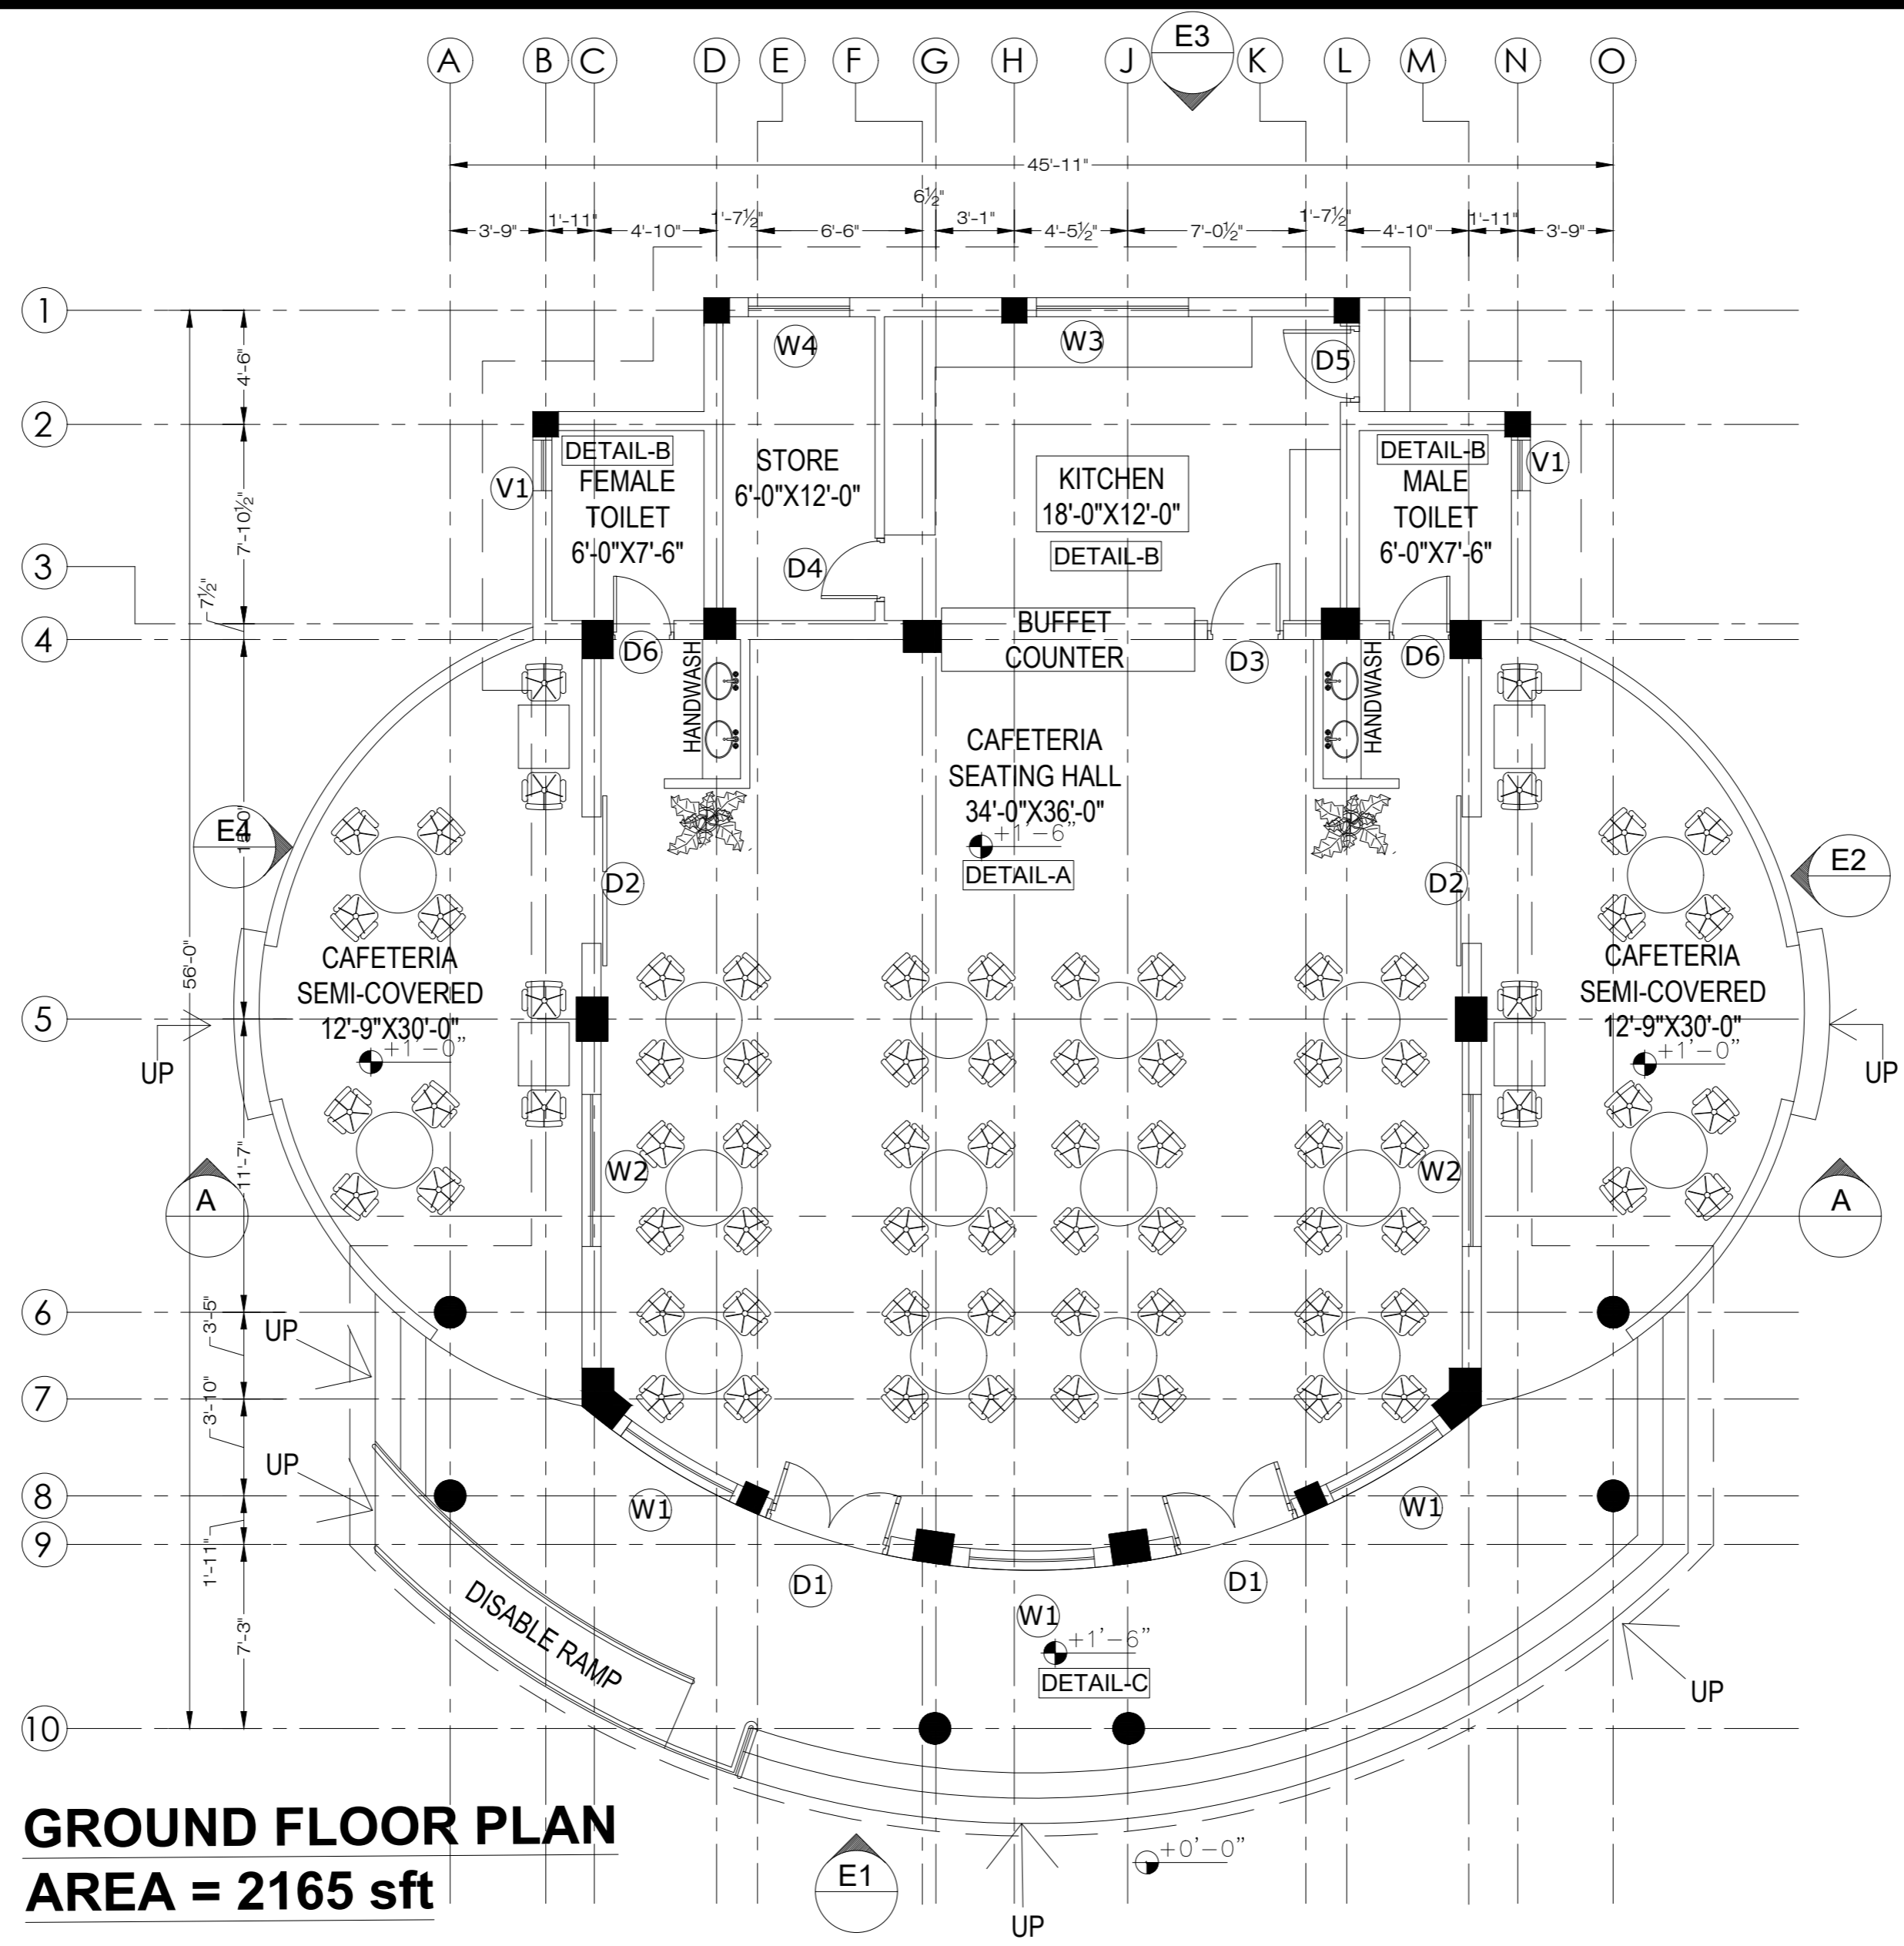 E3
A B C D E F G H J K L M N O
45'-11"
6½"
3'-9" 1'-11" 4'-10" 1'-7½" 6'-6" 3'-1" 4'-5½" 7'-0½" 1'-7½" 4'-10" 1'-11" 3'-9"
1
W4 W3 D5
4'-6"
2
DETAIL-B
FEMALE
TOILET
6'-0"X7'-6"
V1
STORE
6'-0"X12'-0"
KITCHEN
18'-0"X12'-0"
DETAIL-B
DETAIL-B
MALE
TOILET
6'-0"X7'-6"
V1
7'-10½"
3
D4
7½"
4
BUFFET
COUNTER
D6 D3 D6
HANDWASH
HANDWASH
CAFETERIA
SEATING HALL
34'-0"X36'-0"
+1'-6"
DETAIL-A
E4
E2
D2 D2
56'-0"
CAFETERIA
SEMI-COVERED
12'-9"X30'-0"
+1'-0"
CAFETERIA
SEMI-COVERED
12'-9"X30'-0"
+1'-0"
5
UP
UP
11'-7"
W2 W2
A
A
6
3'-5"
UP
7
3'-10"
UP
8
W1 W1
9
1'-11"
D1 D1
DISABLE RAMP
W1
+1'-6"
DETAIL-C
7'-3"
UP
10
GROUND FLOOR PLAN
AREA = 2165 sft
+0'-0"
E1
UP